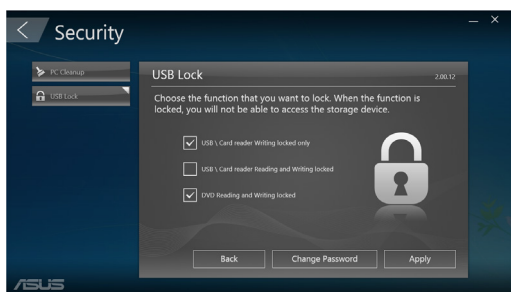 Security
PC Cleanup
USB Lock
USB Lock
2.00.12
Choose the function that you want to lock. When the function is
locked, you will not be able to access the storage device.
USB \ Card reader Writing locked only
USB \ Card reader Reading and Writing locked
DVD Reading and Writing locked
Back
Change Password
Apply
ASUS